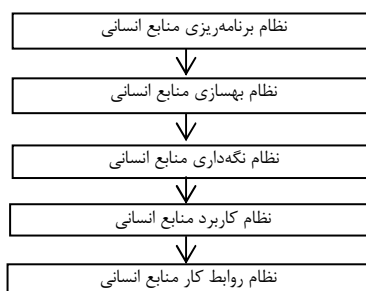 نظام برنامه‌ریزی منابع انسانی
نظام بهسازی منابع انسانی
نظام نگه‌داری منابع انسانی
نظام کاربرد منابع انسانی
نظام روابط کار منابع انسانی